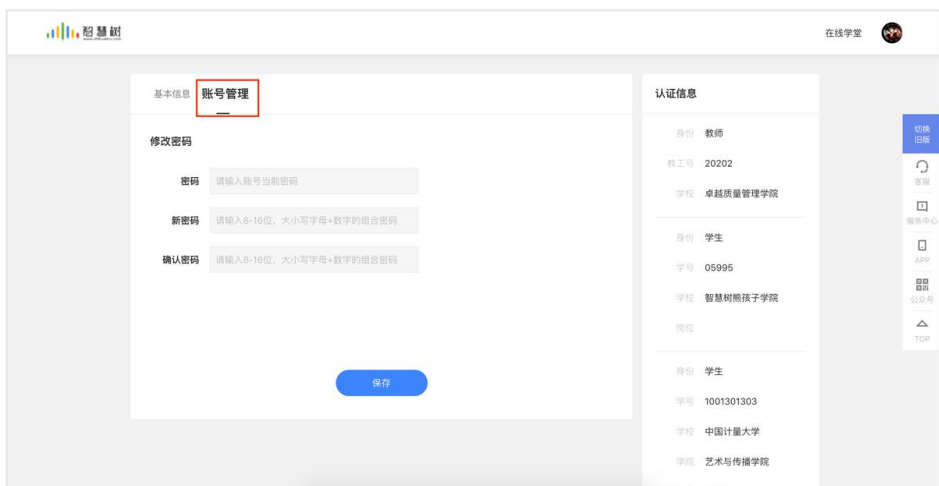 智慧树
在线学堂
基本信息 账号管理
修改密码
密码 请输入账号当前密码
新密码 请输入8-16位，大小写字母+数字的组合密码
确认密码 请输入8-16位，大小写字母+数字的组合密码
保存
认证信息
身份 教师
教工号 20202
学校 卓越质量管理学院
身份 学生
学号 05995
学校 智慧树熊孩子学院
岗位
身份 学生
学号 1001301303
学校 中国计量大学
学院 艺术与传播学院
切换
旧版
客服
服务中心
APP
公众号
TOP